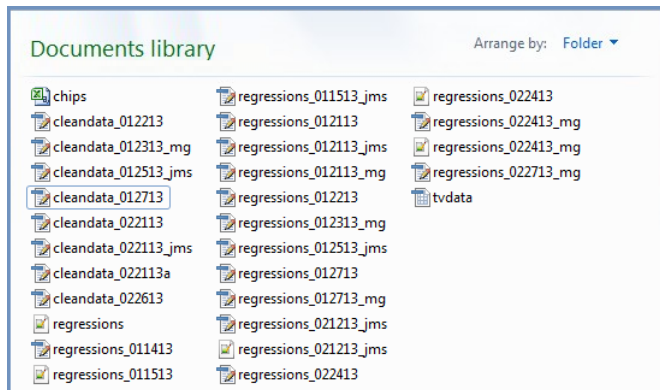 Documents library
Arrange by: Folder
chips
cleandata_012213
cleandata_012313_mg
cleandata_012513_jms
cleandata_012713
cleandata_022113
cleandata_022113_jms
cleandata_022113a
cleandata_022613
regressions
regressions_011413
regressions_011513
regressions_011513_jms
regressions_012113
regressions_012113_jms
regressions_012113_mg
regressions_012213
regressions_012313_mg
regressions_012513_jms
regressions_012713
regressions_012713_mg
regressions_021213_jms
regressions_021213_jms
regressions_022413
regressions_022413
regressions_022413_mg
regressions_022413_mg
regressions_022713_mg
tvdata